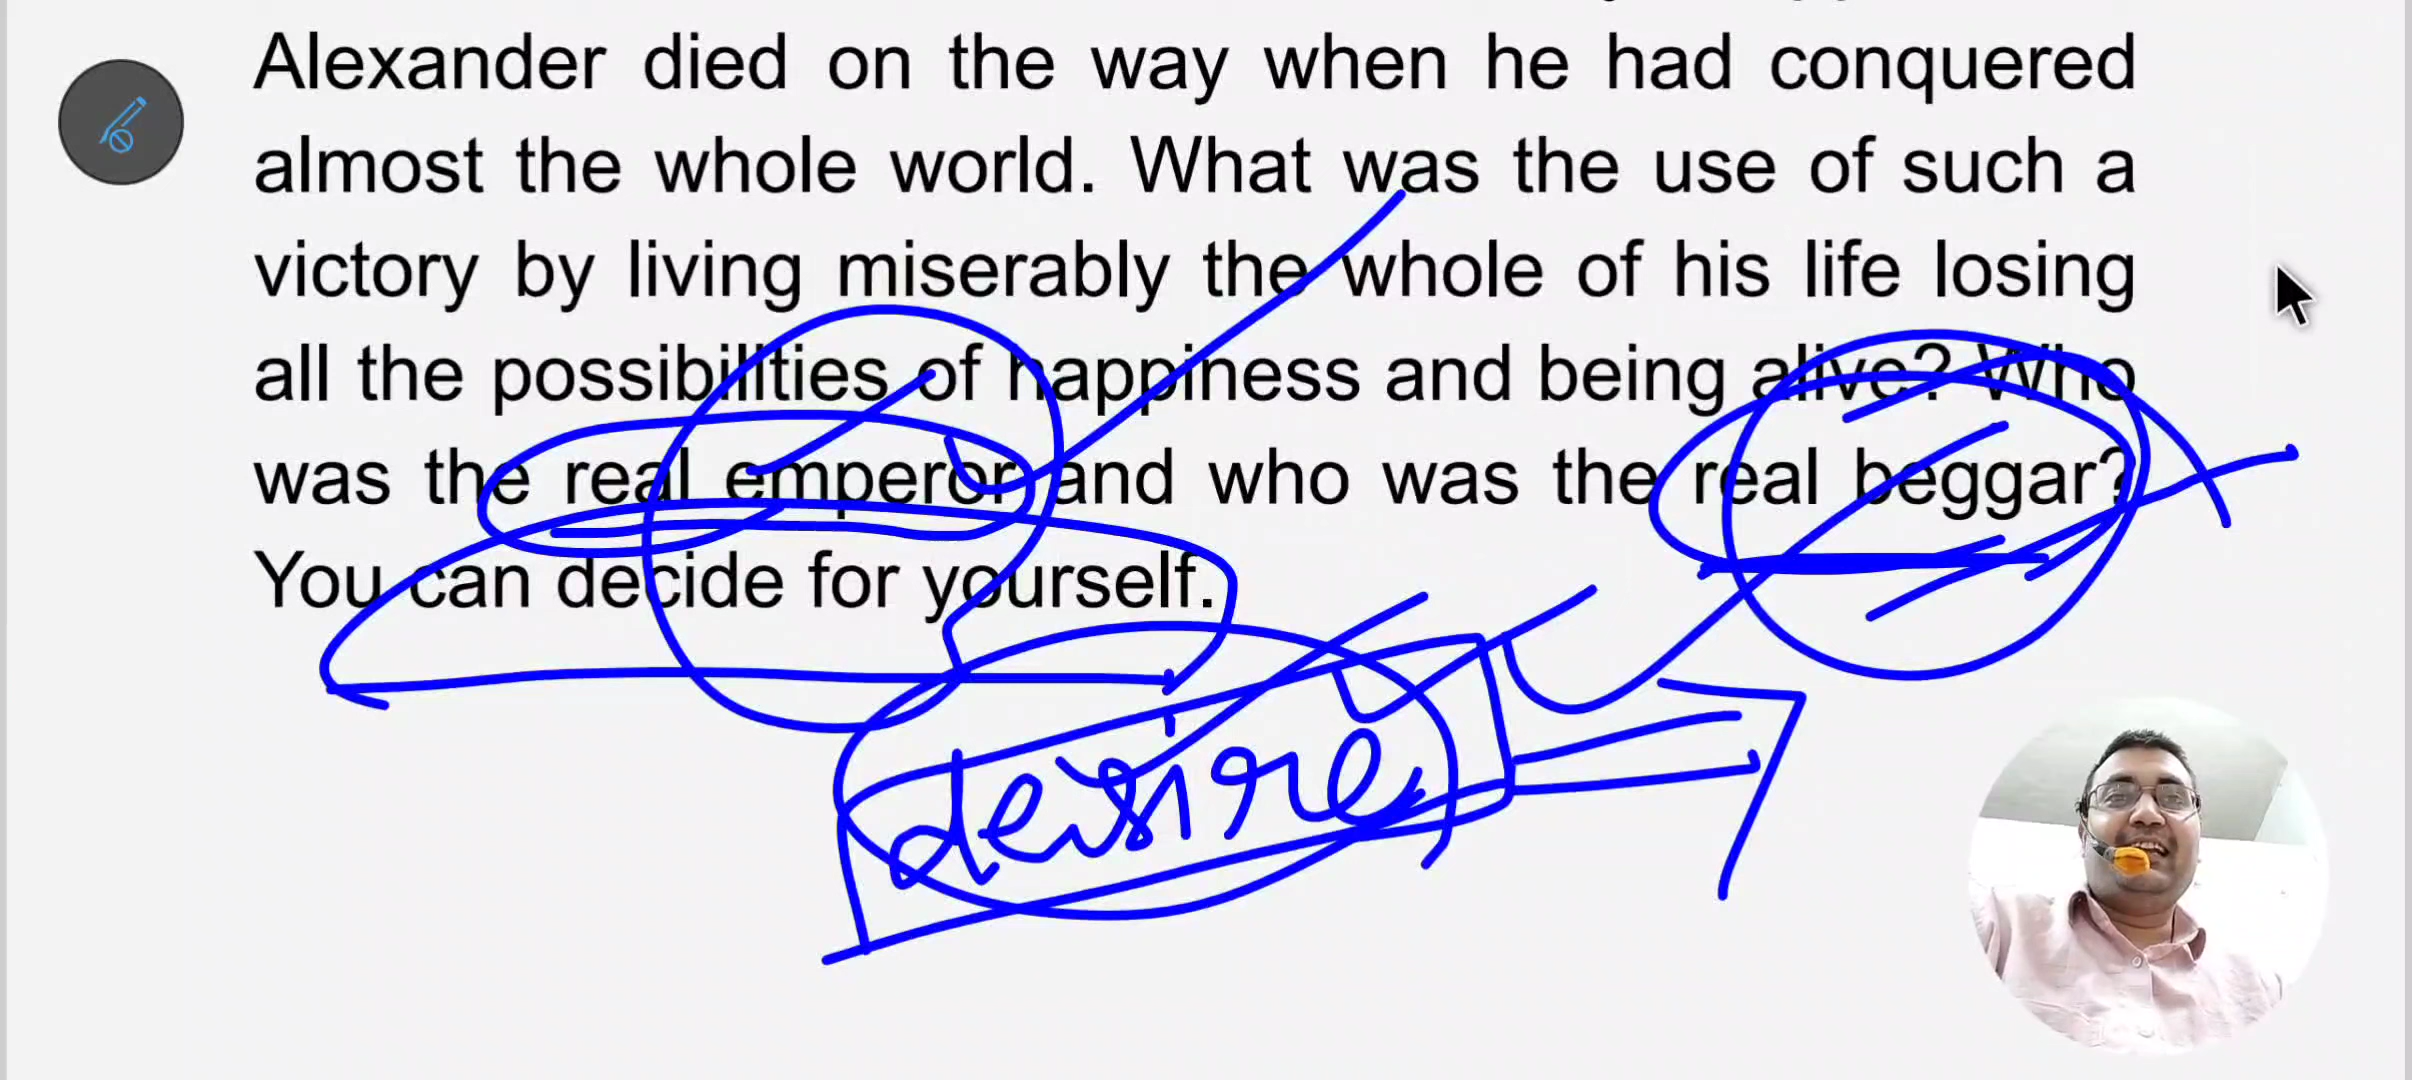 Alexander died on the way when he had conquered
almost the whole world. What was the use of such a
victory by living miserably the whole of his life losing
all the possibilities of happiness and being alive? Who
was the real emperor and who was the real beggar?
You can decide for yourself.
desire